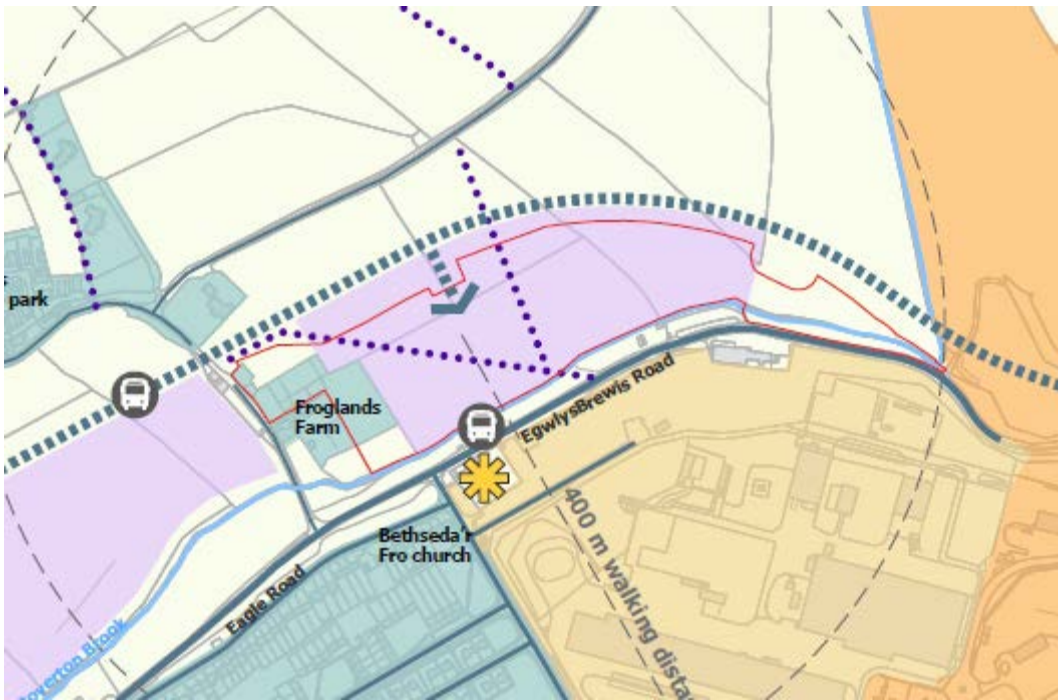 park
Froglands
Farm
EgwlysBrewis Road
400 m walking dista
Bethseda'r
Fro church
Eagle Road
Boverton Brook